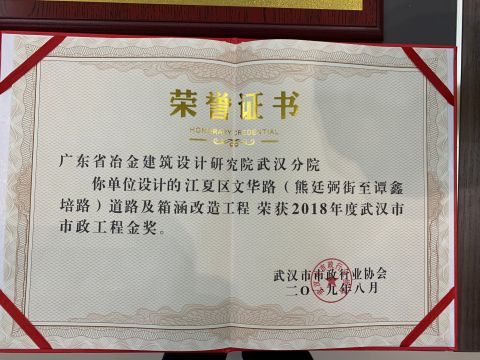 荣誉证书
HONORARY CREDENTIAL
广东省冶金建筑设计研究院武汉分院
你单位设计的江夏区文华路（熊廷弼街至谭鑫
培路）道路及箱涵改造工程 荣获2018年度武汉市
市政工程金奖。
武汉市市政行业协会
二〇一九年八月